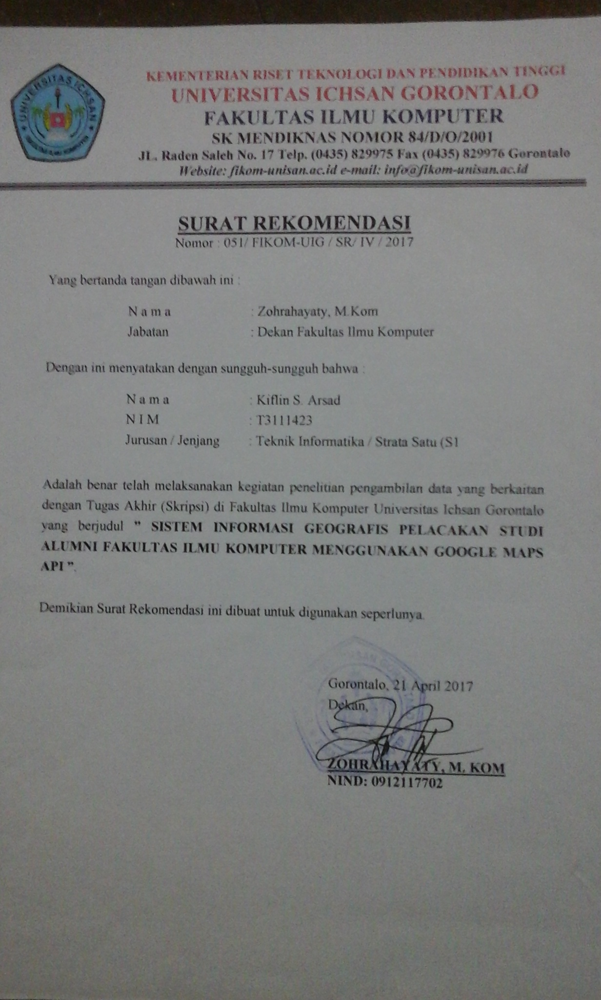 UNIVERSITAS ICHSAN
KEMENTERIAN RISET TEKNOLOGI DAN PENDIDIKAN TINGGI
UNIVERSITAS ICHSAN GORONTALO
FAKULTAS ILMU KOMPUTER
SK MENDIKNAS NOMOR 84/D/O/2001
JL. Raden Saleh No. 17 Telp. (0435) 829975 Fax (0435) 829976 Gorontalo
Website: fikom-unisan.ac.id e-mail: info@fikom-unisan.ac.id
SURAT REKOMENDASI
Nomor : 051/ FIKOM-UIG / SR/ IV / 2017
Yang bertanda tangan dibawah ini :
N a m a : Zohrahayaty, M.Kom
Jabatan : Dekan Fakultas Ilmu Komputer
Dengan ini menyatakan dengan sungguh-sungguh bahwa :
N a m a : Kiflin S. Arsad
N I M : T3111423
Jurusan / Jenjang : Teknik Informatika / Strata Satu (S1
Adalah benar telah melaksanakan kegiatan penelitian pengambilan data yang berkaitan
dengan Tugas Akhir (Skripsi) di Fakultas Ilmu Komputer Universitas Ichsan Gorontalo
yang berjudul " SISTEM INFORMASI GEOGRAFIS PELACAKAN STUDI
ALUMNI FAKULTAS ILMU KOMPUTER MENGGUNAKAN GOOGLE MAPS
API ".
Demikian Surat Rekomendasi ini dibuat untuk digunakan seperlunya.
Gorontalo, 21 April 2017
Dekan,
ZOHRAHAYATY, M. KOM
NIND: 0912117702